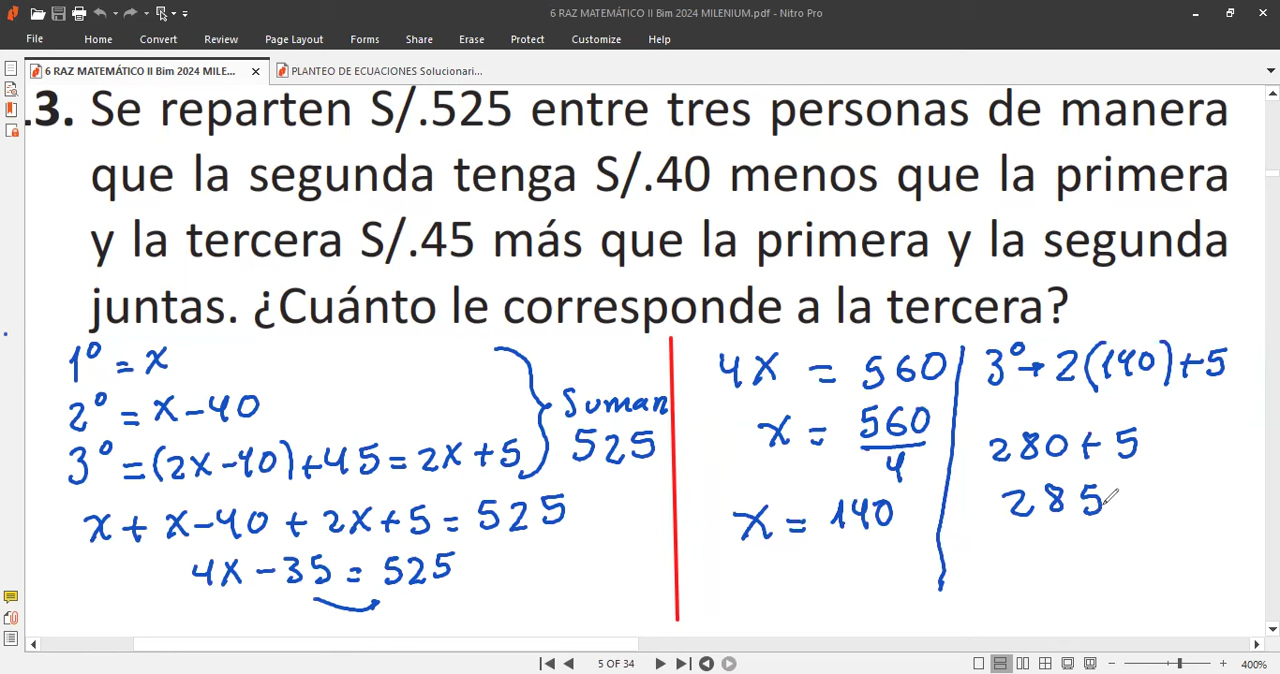 6 RAZ MATEMÁTICO II Bim 2024 MILENIUM.pdf - Nitro Pro
File Home Convert Review Page Layout Forms Share Erase Protect Customize Help
6 RAZ MATEMÁTICO II Bim 2024 MILE... PLANTEO DE ECUACIONES Solucionari...
.3. Se reparten S/.525 entre tres personas de manera
que la segunda tenga S/.40 menos que la primera
y la tercera S/.45 más que la primera y la segunda
juntas. ¿Cuánto le corresponde a la tercera?
1° = x
2° = x - 40
3° = (2x - 40) + 45 = 2x + 5
Suman
525
x + x - 40 + 2x + 5 = 525
4x - 35 = 525
4x = 560
x = 560/4
x = 140
3° → 2(140) + 5
280 + 5
285
5 OF 34
400%